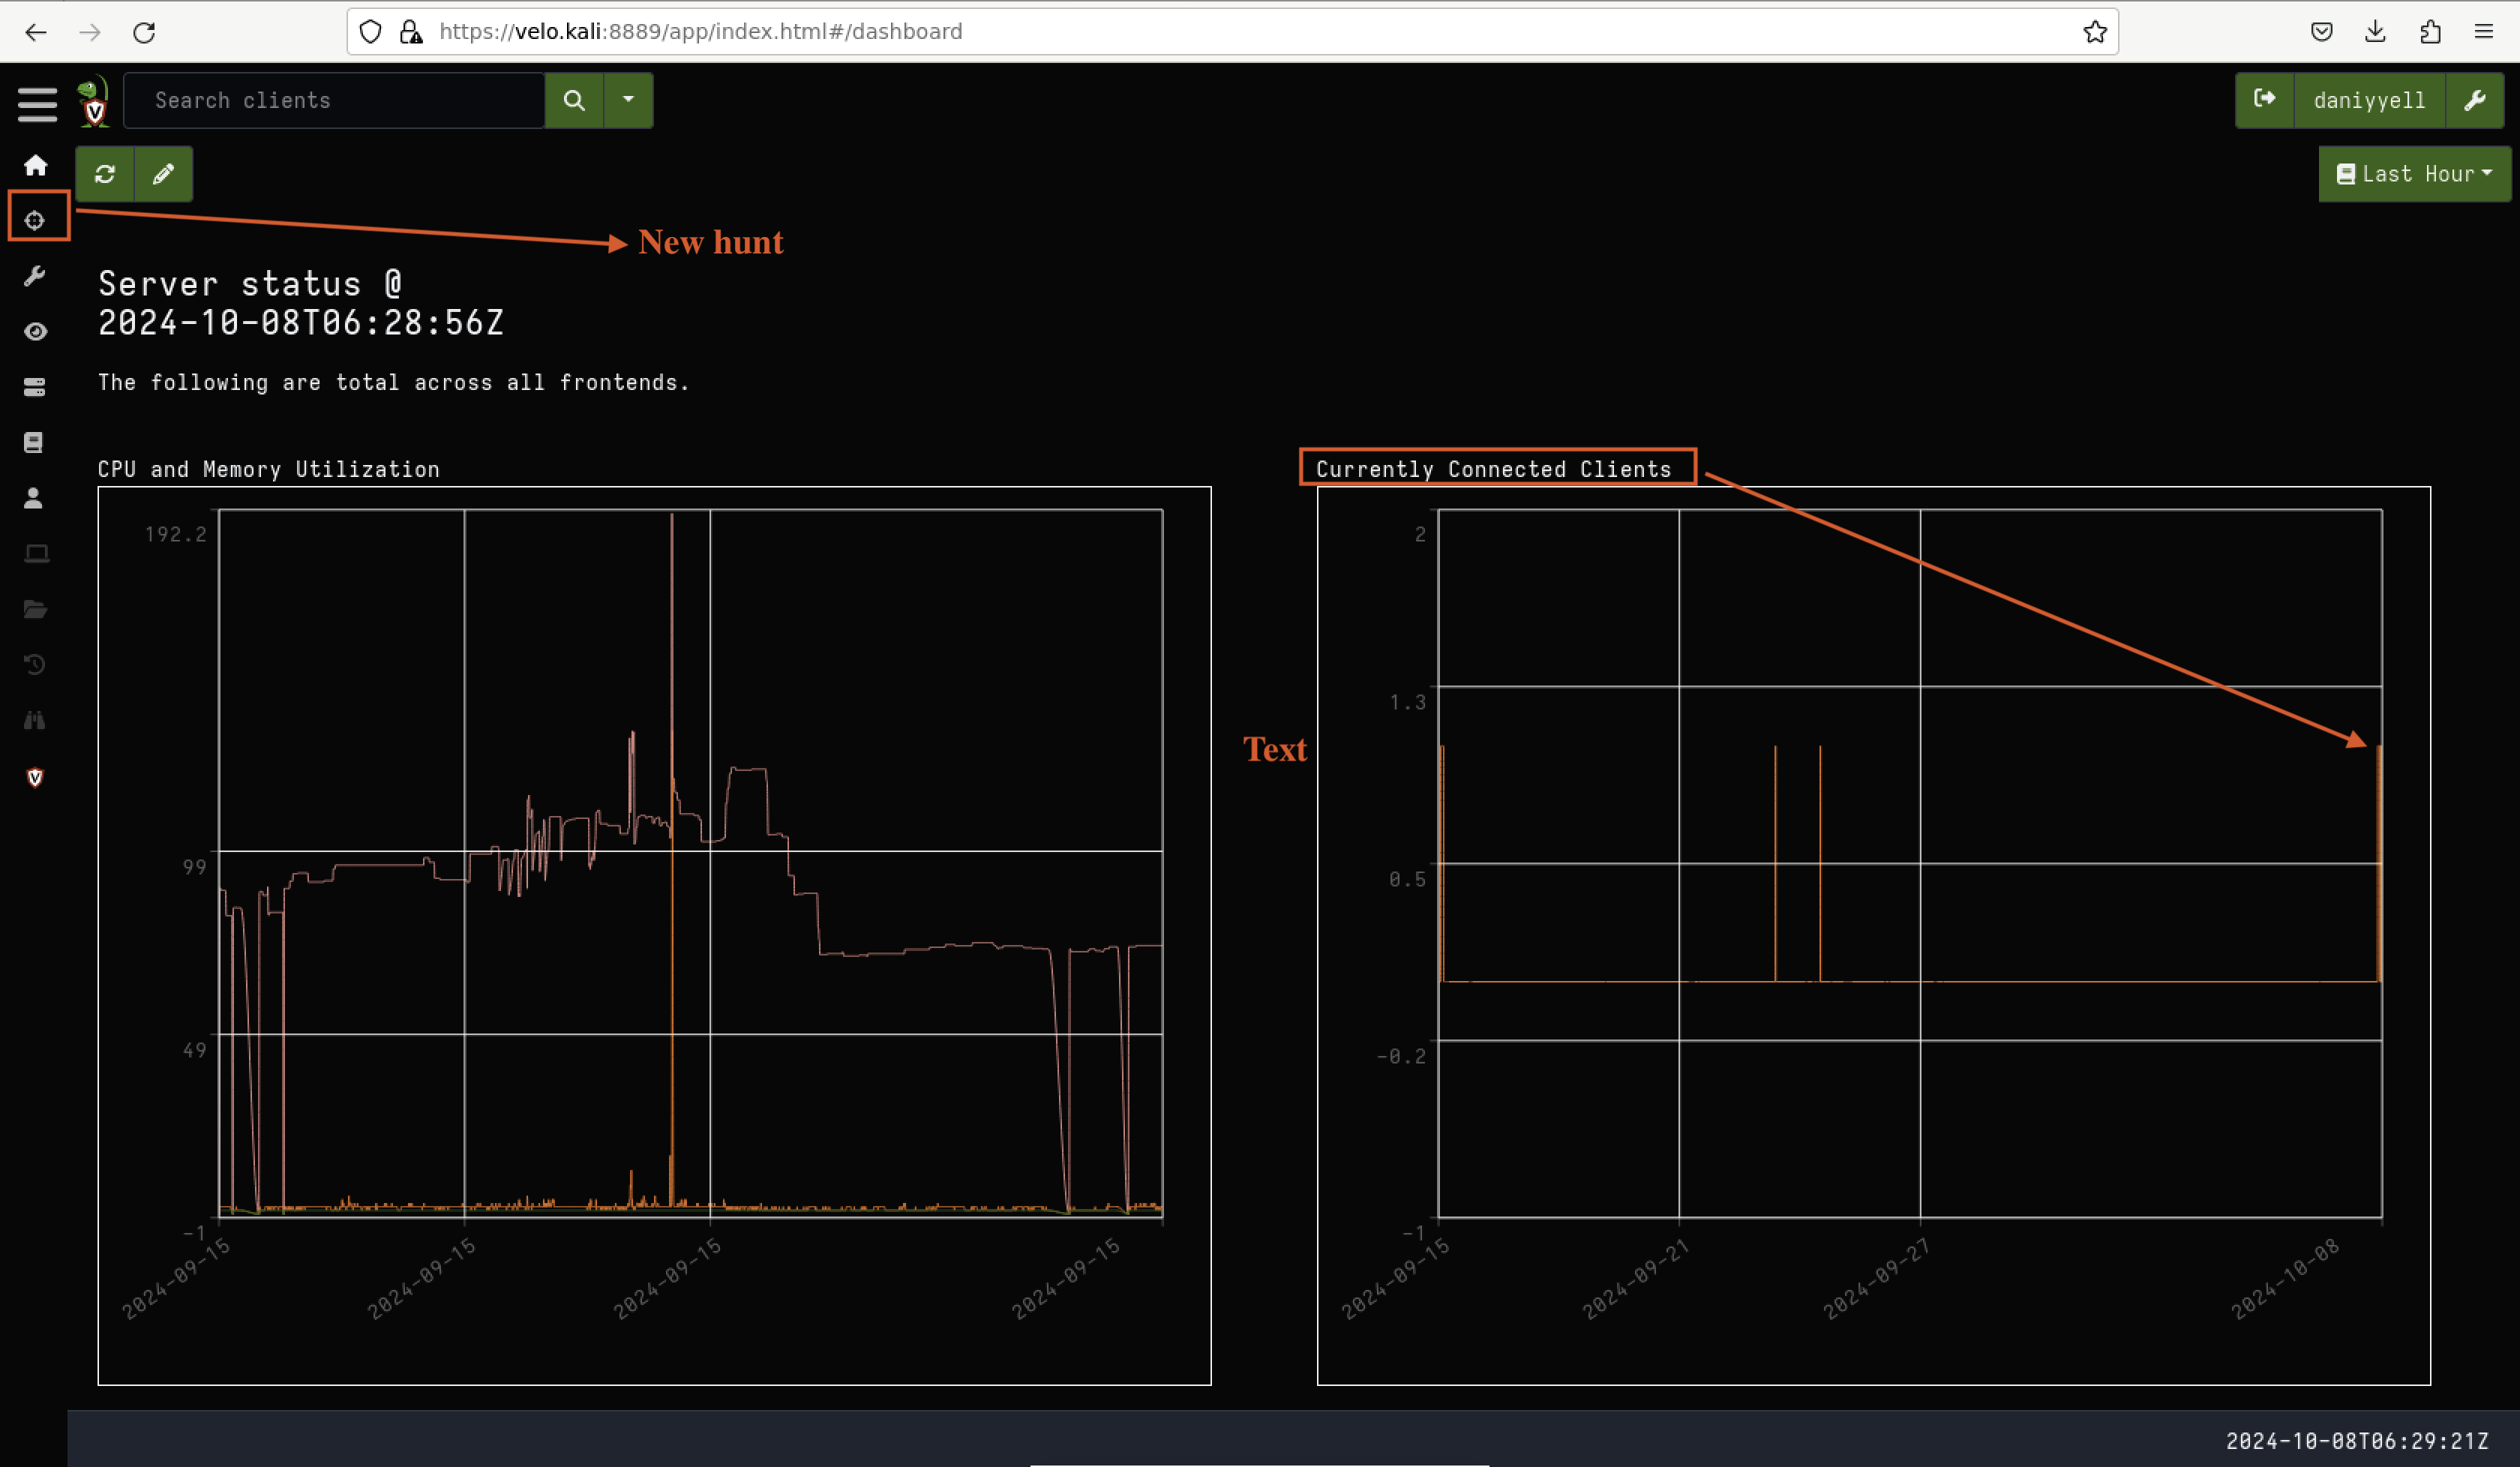 https://velo.kali:8889/app/index.html#/dashboard
V
Search clients
daniyyell
Last Hour
New hunt
Server status @
2024-10-08T06:28:56Z
The following are total across all frontends.
CPU and Memory Utilization
192.2
99
49
-1
2024-09-15
2024-09-15
2024-09-15
2024-09-15
Text
Currently Connected Clients
2
1.3
0.5
-0.2
-1
2024-09-15
2024-09-21
2024-09-27
2024-10-08
V
2024-10-08T06:29:21Z